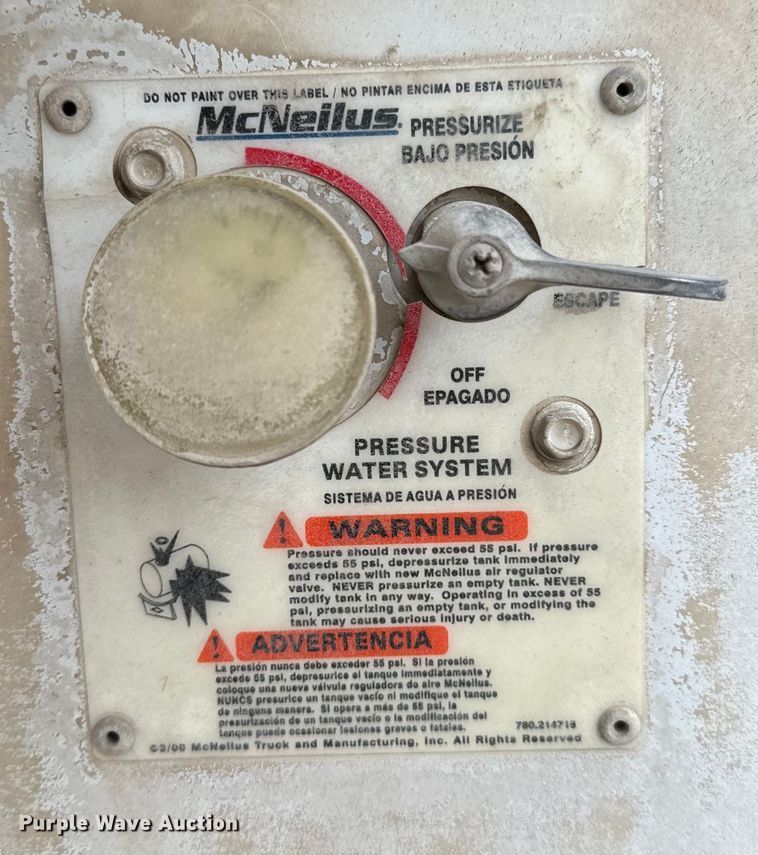 DO NOT PAINT OVER THIS LABEL / NO PINTAR ENCIMA DE ESTA ETIQUETA
McNeilus
PRESSURIZE
BAJO PRESIÓN
ESCAPE
OFF
EPAGADO
PRESSURE
WATER SYSTEM
SISTEMA DE AGUA A PRESIÓN
WARNING
Pressure should never exceed 55 psi. If pressure
exceeds 55 psi, depressurize tank immediately
and replace with new McNeilus air regulator
valve. NEVER pressurize an empty tank. NEVER
modify tank in any way. Operating in excess of 55
psi, pressurizing an empty tank, or modifying the
tank may cause serious injury or death.
ADVERTENCIA
La presión nunca debe exceder 55 psi. Si la presión
excede 55 psi, depresurice el tanque immediatamente y
coloque una nueva válvula reguladora do aire McNeilus.
NUNCS presurice un tanque vacío ni modifique el tanque
de ninguna manera. Si opera a más de 55 psi, la
presurización de un tanque vacío o la modificación del
tanque puede ocasionar lesiones graves o fatales.
780.214718
©3/00 McNeilus Truck and Manufacturing, Inc. All Rights Reserved
Purple Wave Auction